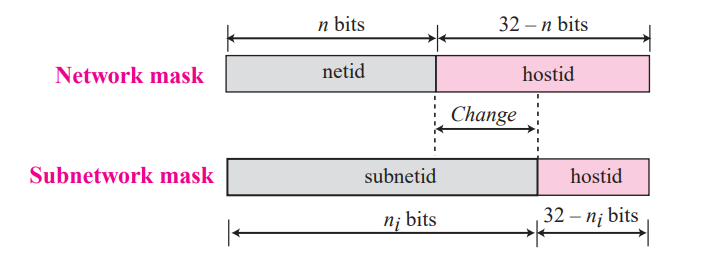 n bits 32 – n bits
Network mask netid hostid
Change
Subnetwork mask subnetid hostid
nᵢ bits 32 – nᵢ bits